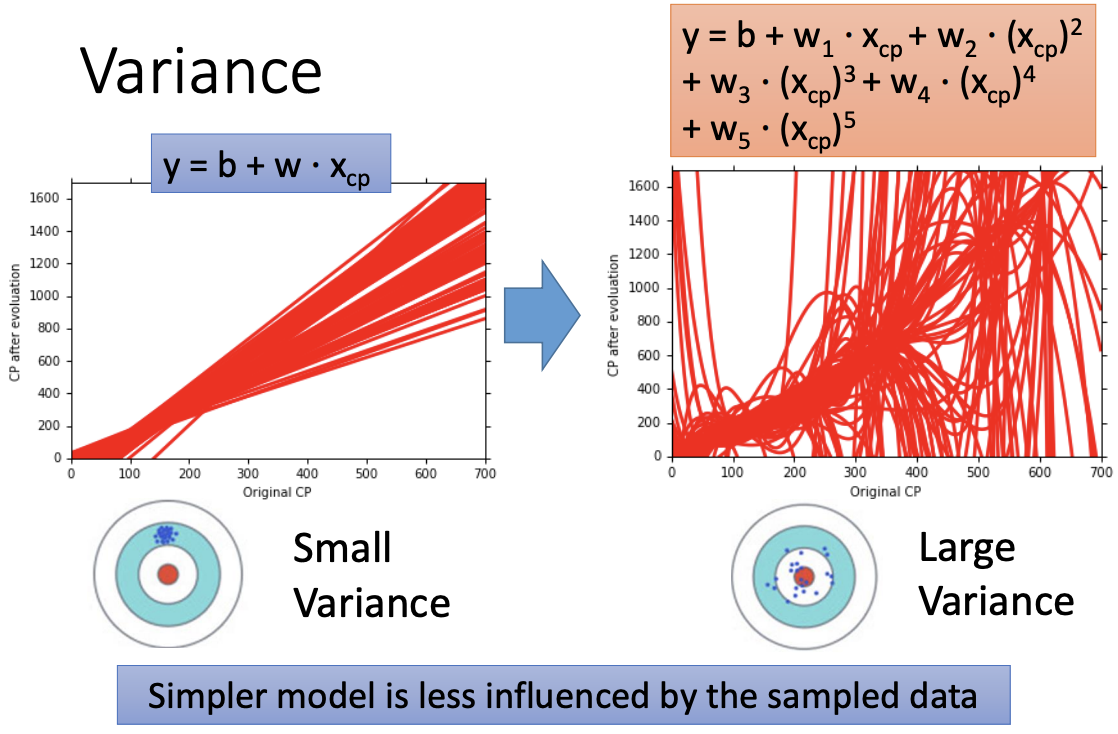 Variance
y = b + w₁ · x_cp + w₂ · (x_cp)²
+ w₃ · (x_cp)³ + w₄ · (x_cp)⁴
+ w₅ · (x_cp)⁵
y = b + w · x_cp
1600
1400
1200
1000
800
600
400
200
0
CP after evoluation
0 100 200 300 400 500 600 700
Original CP
1600
1400
1200
1000
800
600
400
200
0
CP after evoluation
0 100 200 300 400 500 600 700
Original CP
Small
Variance
Large
Variance
Simpler model is less influenced by the sampled data